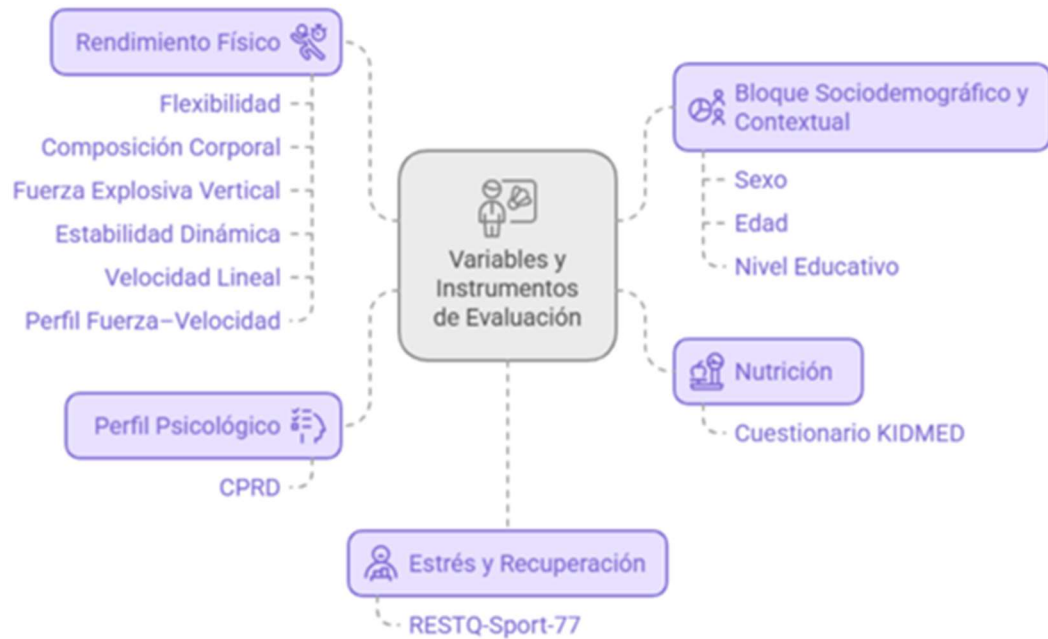 Rendimiento Físico
Flexibilidad
Composición Corporal
Fuerza Explosiva Vertical
Estabilidad Dinámica
Velocidad Lineal
Perfil Fuerza–Velocidad
Perfil Psicológico
CPRD
Variables y
Instrumentos
de Evaluación
Bloque Sociodemográfico y
Contextual
Sexo
Edad
Nivel Educativo
Nutrición
Cuestionario KIDMED
Estrés y Recuperación
RESTQ-Sport-77